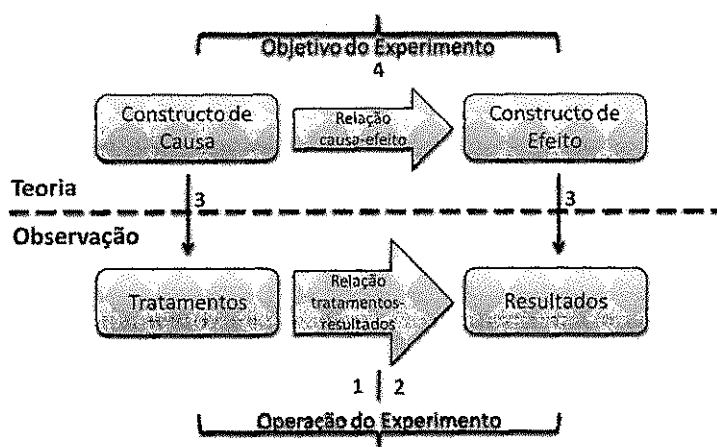 Objetivo do Experimento
4
Constructo de
Causa
Relação
causa-efeito
Constructo de
Efeito
Teoria
3
3
Observação
Tratamentos
Relação
tratamentos-
resultados
Resultados
1
2
Operação do Experimento